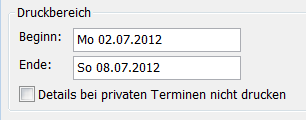 Druckbereich
Beginn: Mo 02.07.2012
Ende: So 08.07.2012
Details bei privaten Terminen nicht drucken